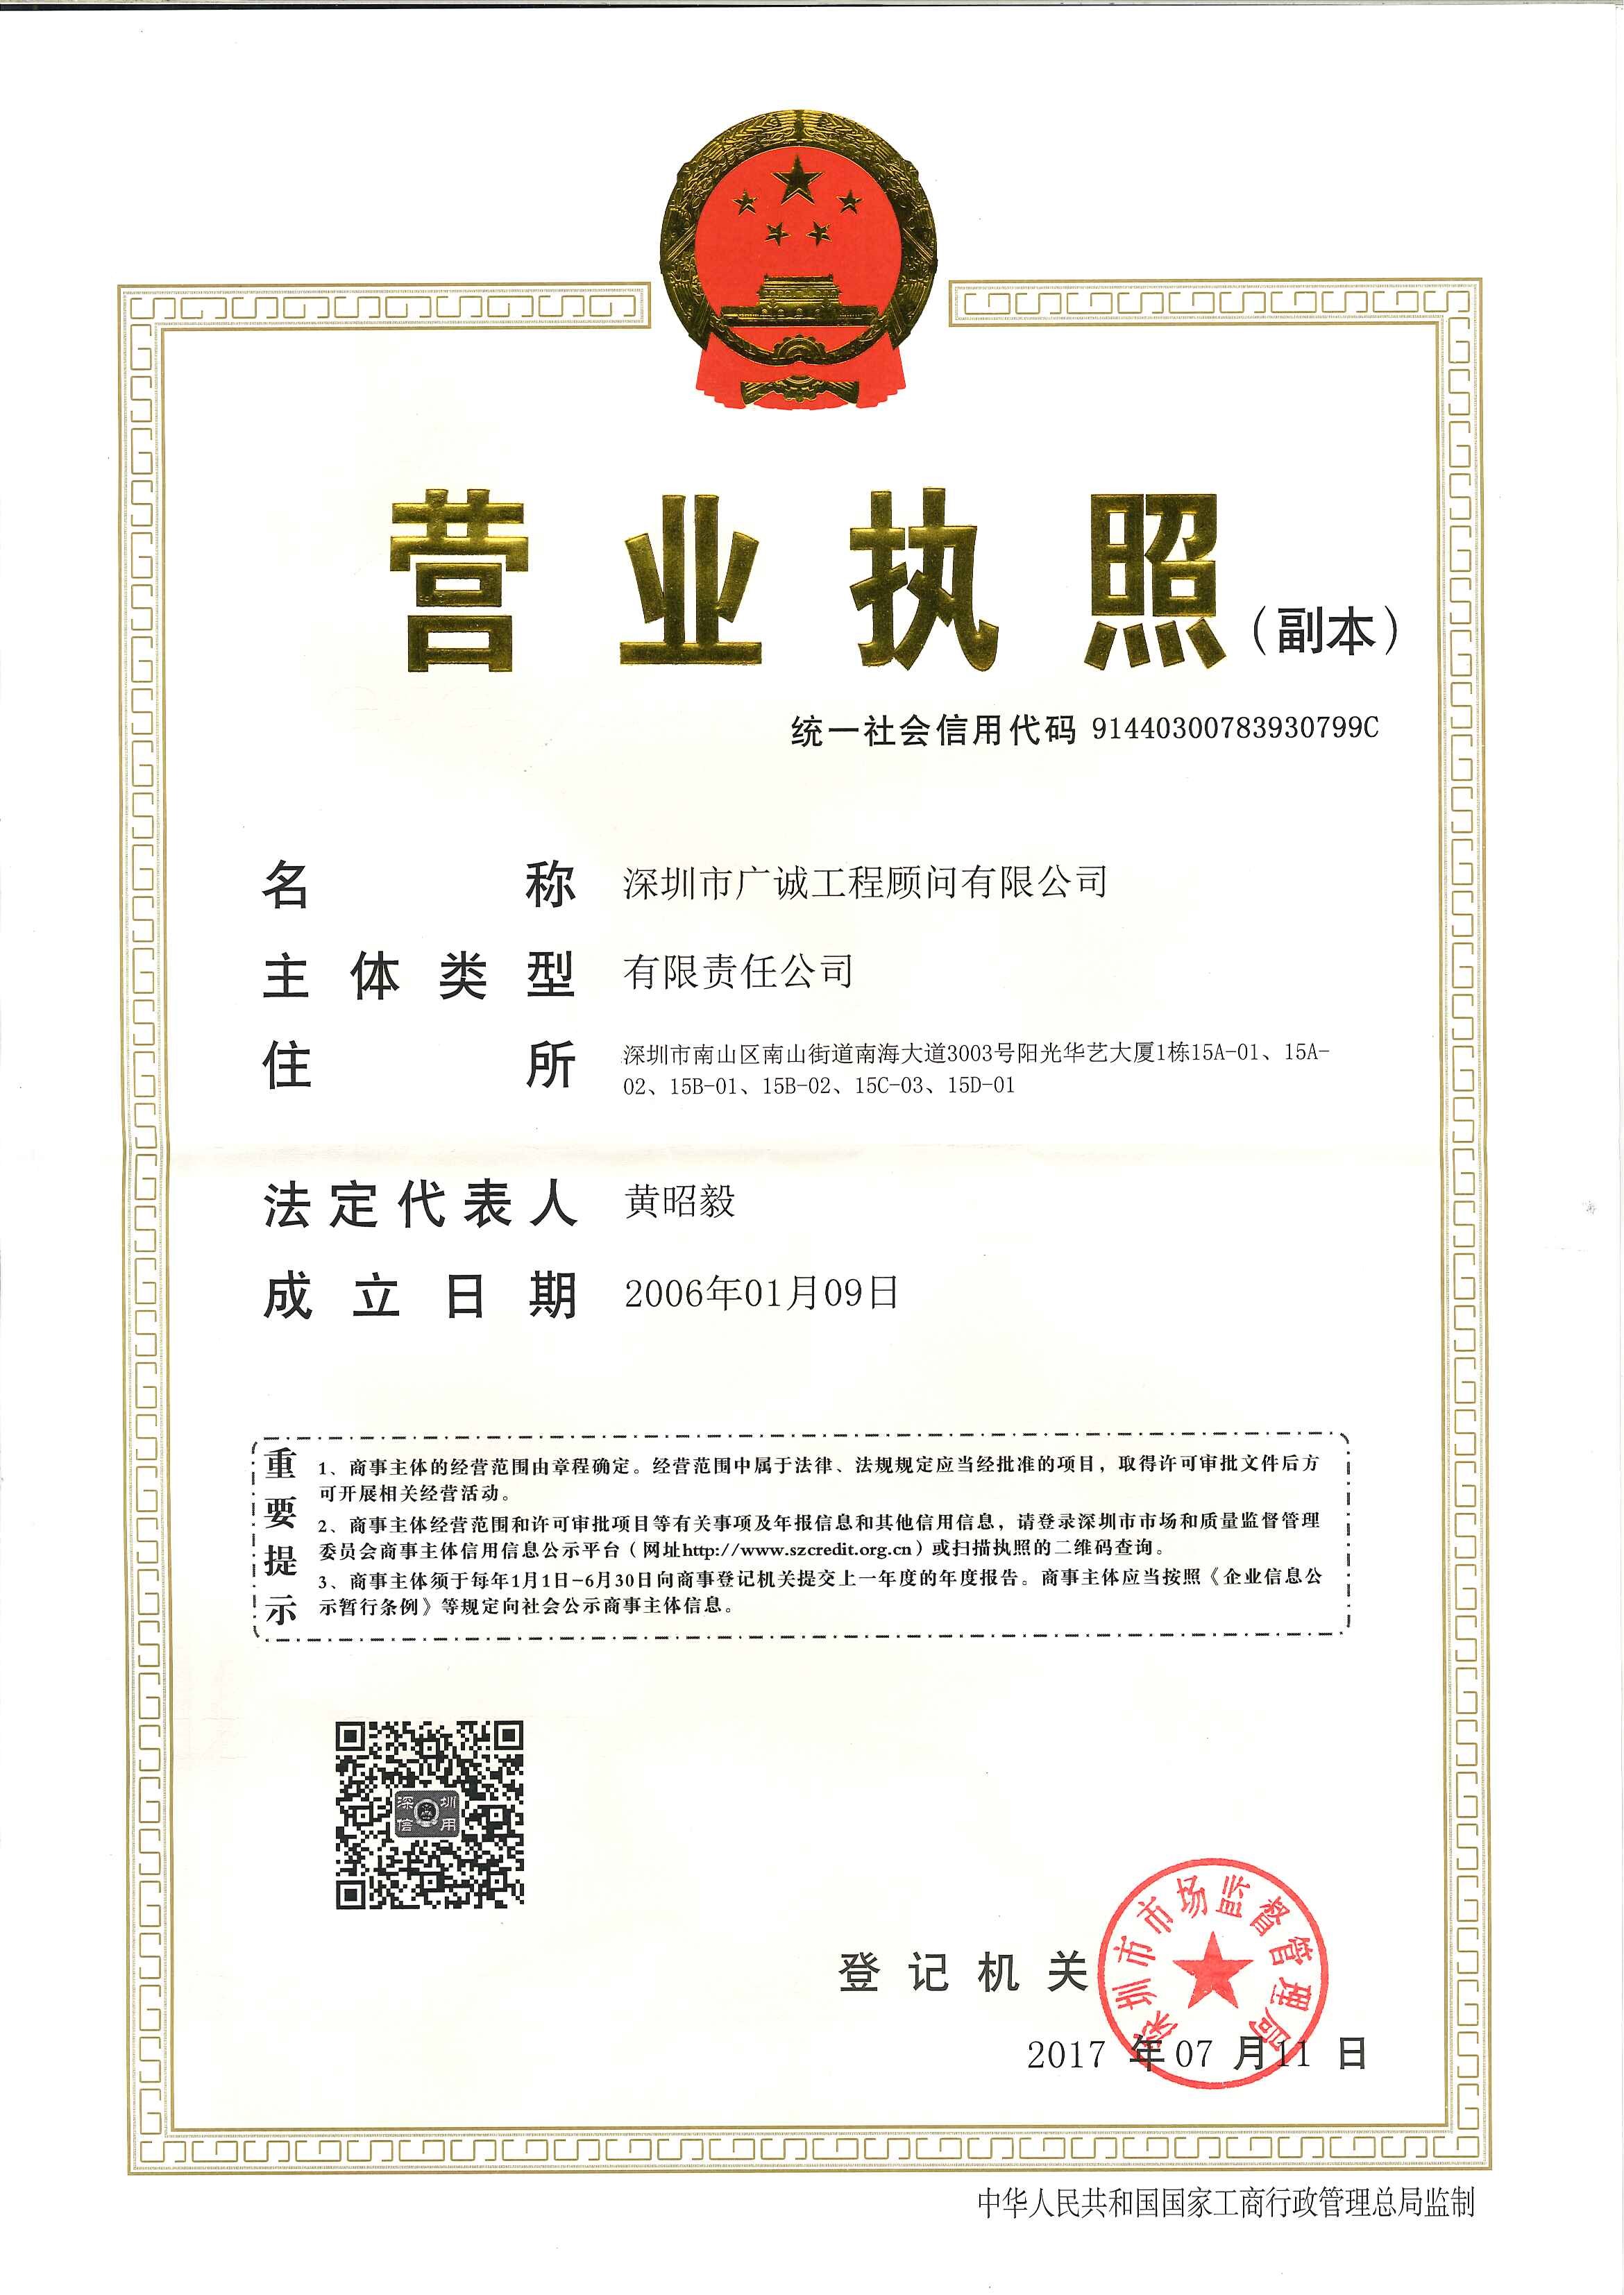 营业执照（副本）
统一社会信用代码 91440300783930799C
名称 深圳市广诚工程顾问有限公司
主体类型 有限责任公司
住所 深圳市南山区南山街道南海大道3003号阳光华艺大厦1栋15A-01、15A-
02、15B-01、15B-02、15C-03、15D-01
法定代表人 黄昭毅
成立日期 2006年01月09日
重要提示
1、商事主体的经营范围由章程确定。经营范围中属于法律、法规规定应当经批准的项目，取得许可审批文件后方
可开展相关经营活动。
2、商事主体经营范围和许可审批项目等有关事项及年报信息和其他信用信息，请登录深圳市市场和质量监督管理
委员会商事主体信用信息公示平台（网址http://www.szcredit.org.cn）或扫描执照的二维码查询。
3、商事主体须于每年1月1日-6月30日向商事登记机关提交上一年度的年度报告。商事主体应当按照《企业信息公
示暂行条例》等规定向社会公示商事主体信息。
深圳
信用
登记机关
深圳市市场监督管理局
2017 年 07 月 11 日
中华人民共和国国家工商行政管理总局监制